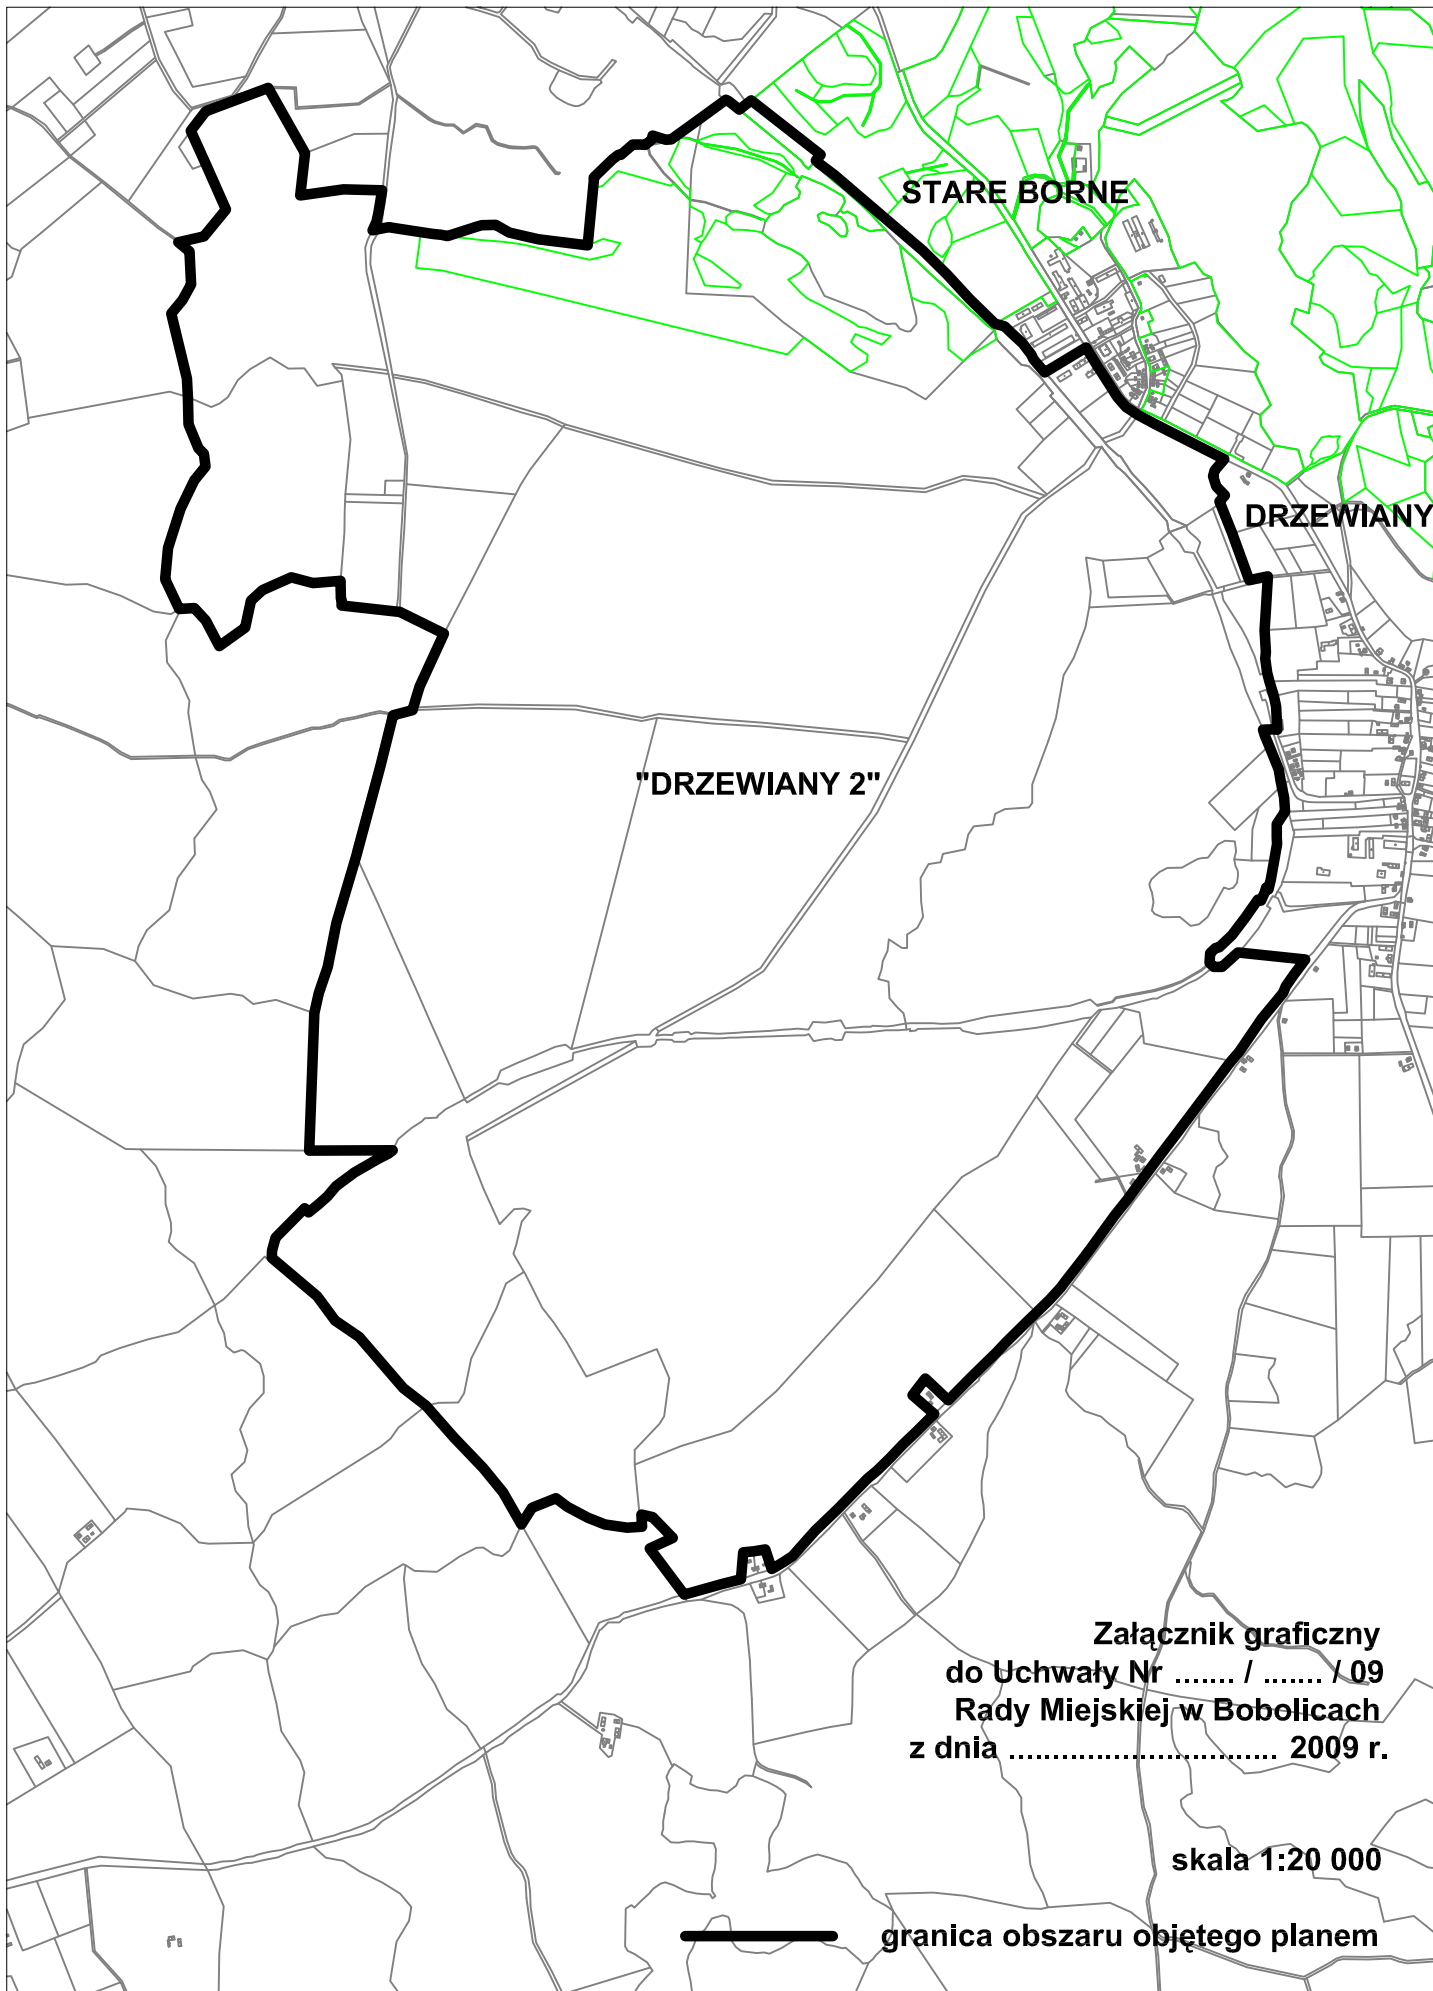 STARE BORNE
DRZEWIANY
"DRZEWIANY 2"
Załącznik graficzny
do Uchwały Nr ....... / ....... / 09
Rady Miejskiej w Bobolicach
z dnia ................................ 2009 r.
skala 1:20 000
granica obszaru objętego planem